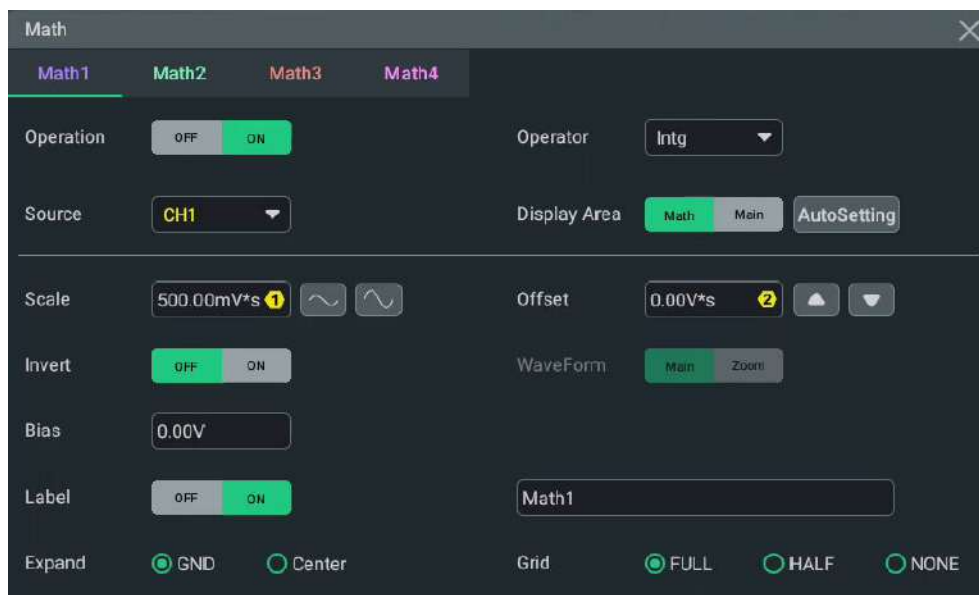 Math
Math1 Math2 Math3 Math4
Operation OFF ON Operator Intg
Source CH1 Display Area Math Main AutoSetting
Scale 500.00mV*s 1 Offset 0.00V*s 2
Invert OFF ON WaveForm Main Zoom
Bias 0.00V
Label OFF ON Math1
Expand GND Center Grid FULL HALF NONE